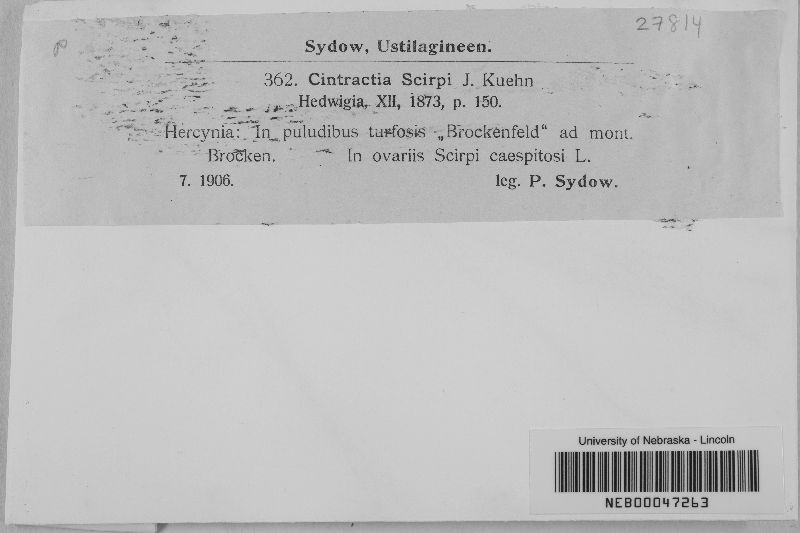 27814
Sydow, Ustilagineen.
362. Cintractia Scirpi J. Kuehn
Hedwigia, XII, 1873, p. 150.
Hercynia: In puludibus turfosis „Brockenfeld“ ad mont.
Brocken. — In ovariis Scirpi caespitosi L.
7. 1906. leg. P. Sydow.
University of Nebraska - Lincoln
NEB00047263